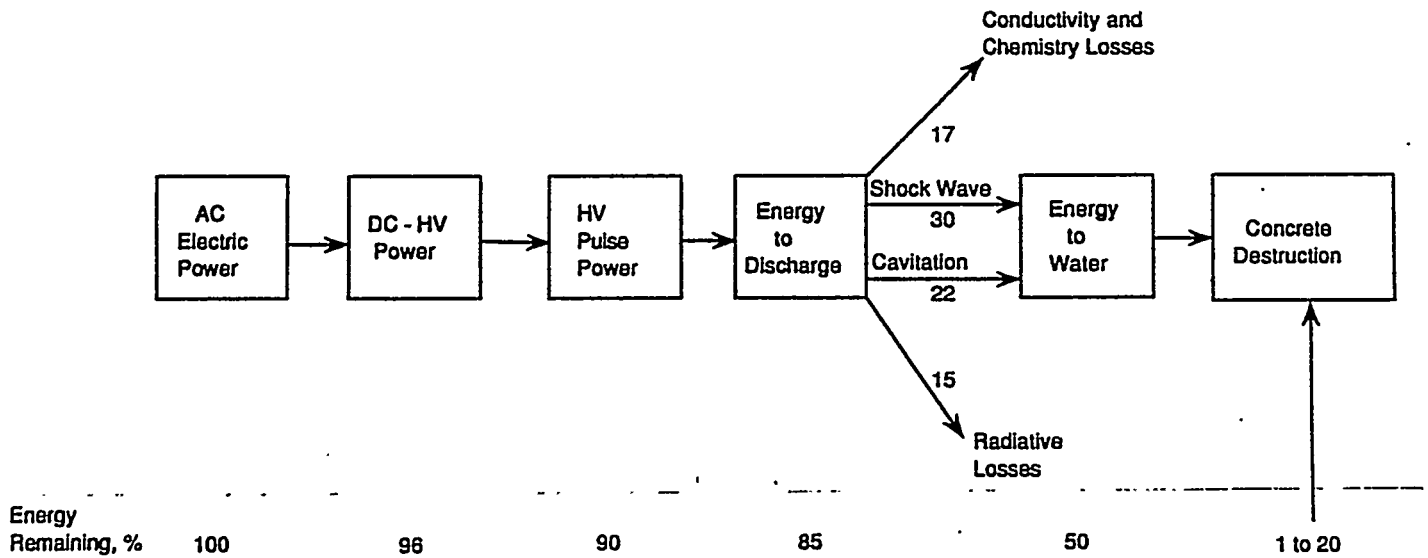 Conductivity and
Chemistry Losses
17
AC
Electric
Power
DC - HV
Power
HV
Pulse
Power
Energy
to
Discharge
Shock Wave
30
Cavitation
22
Energy
to
Water
Concrete
Destruction
15
Radiative
Losses
Energy
Remaining, % 100 96 90 85 50 1 to 20